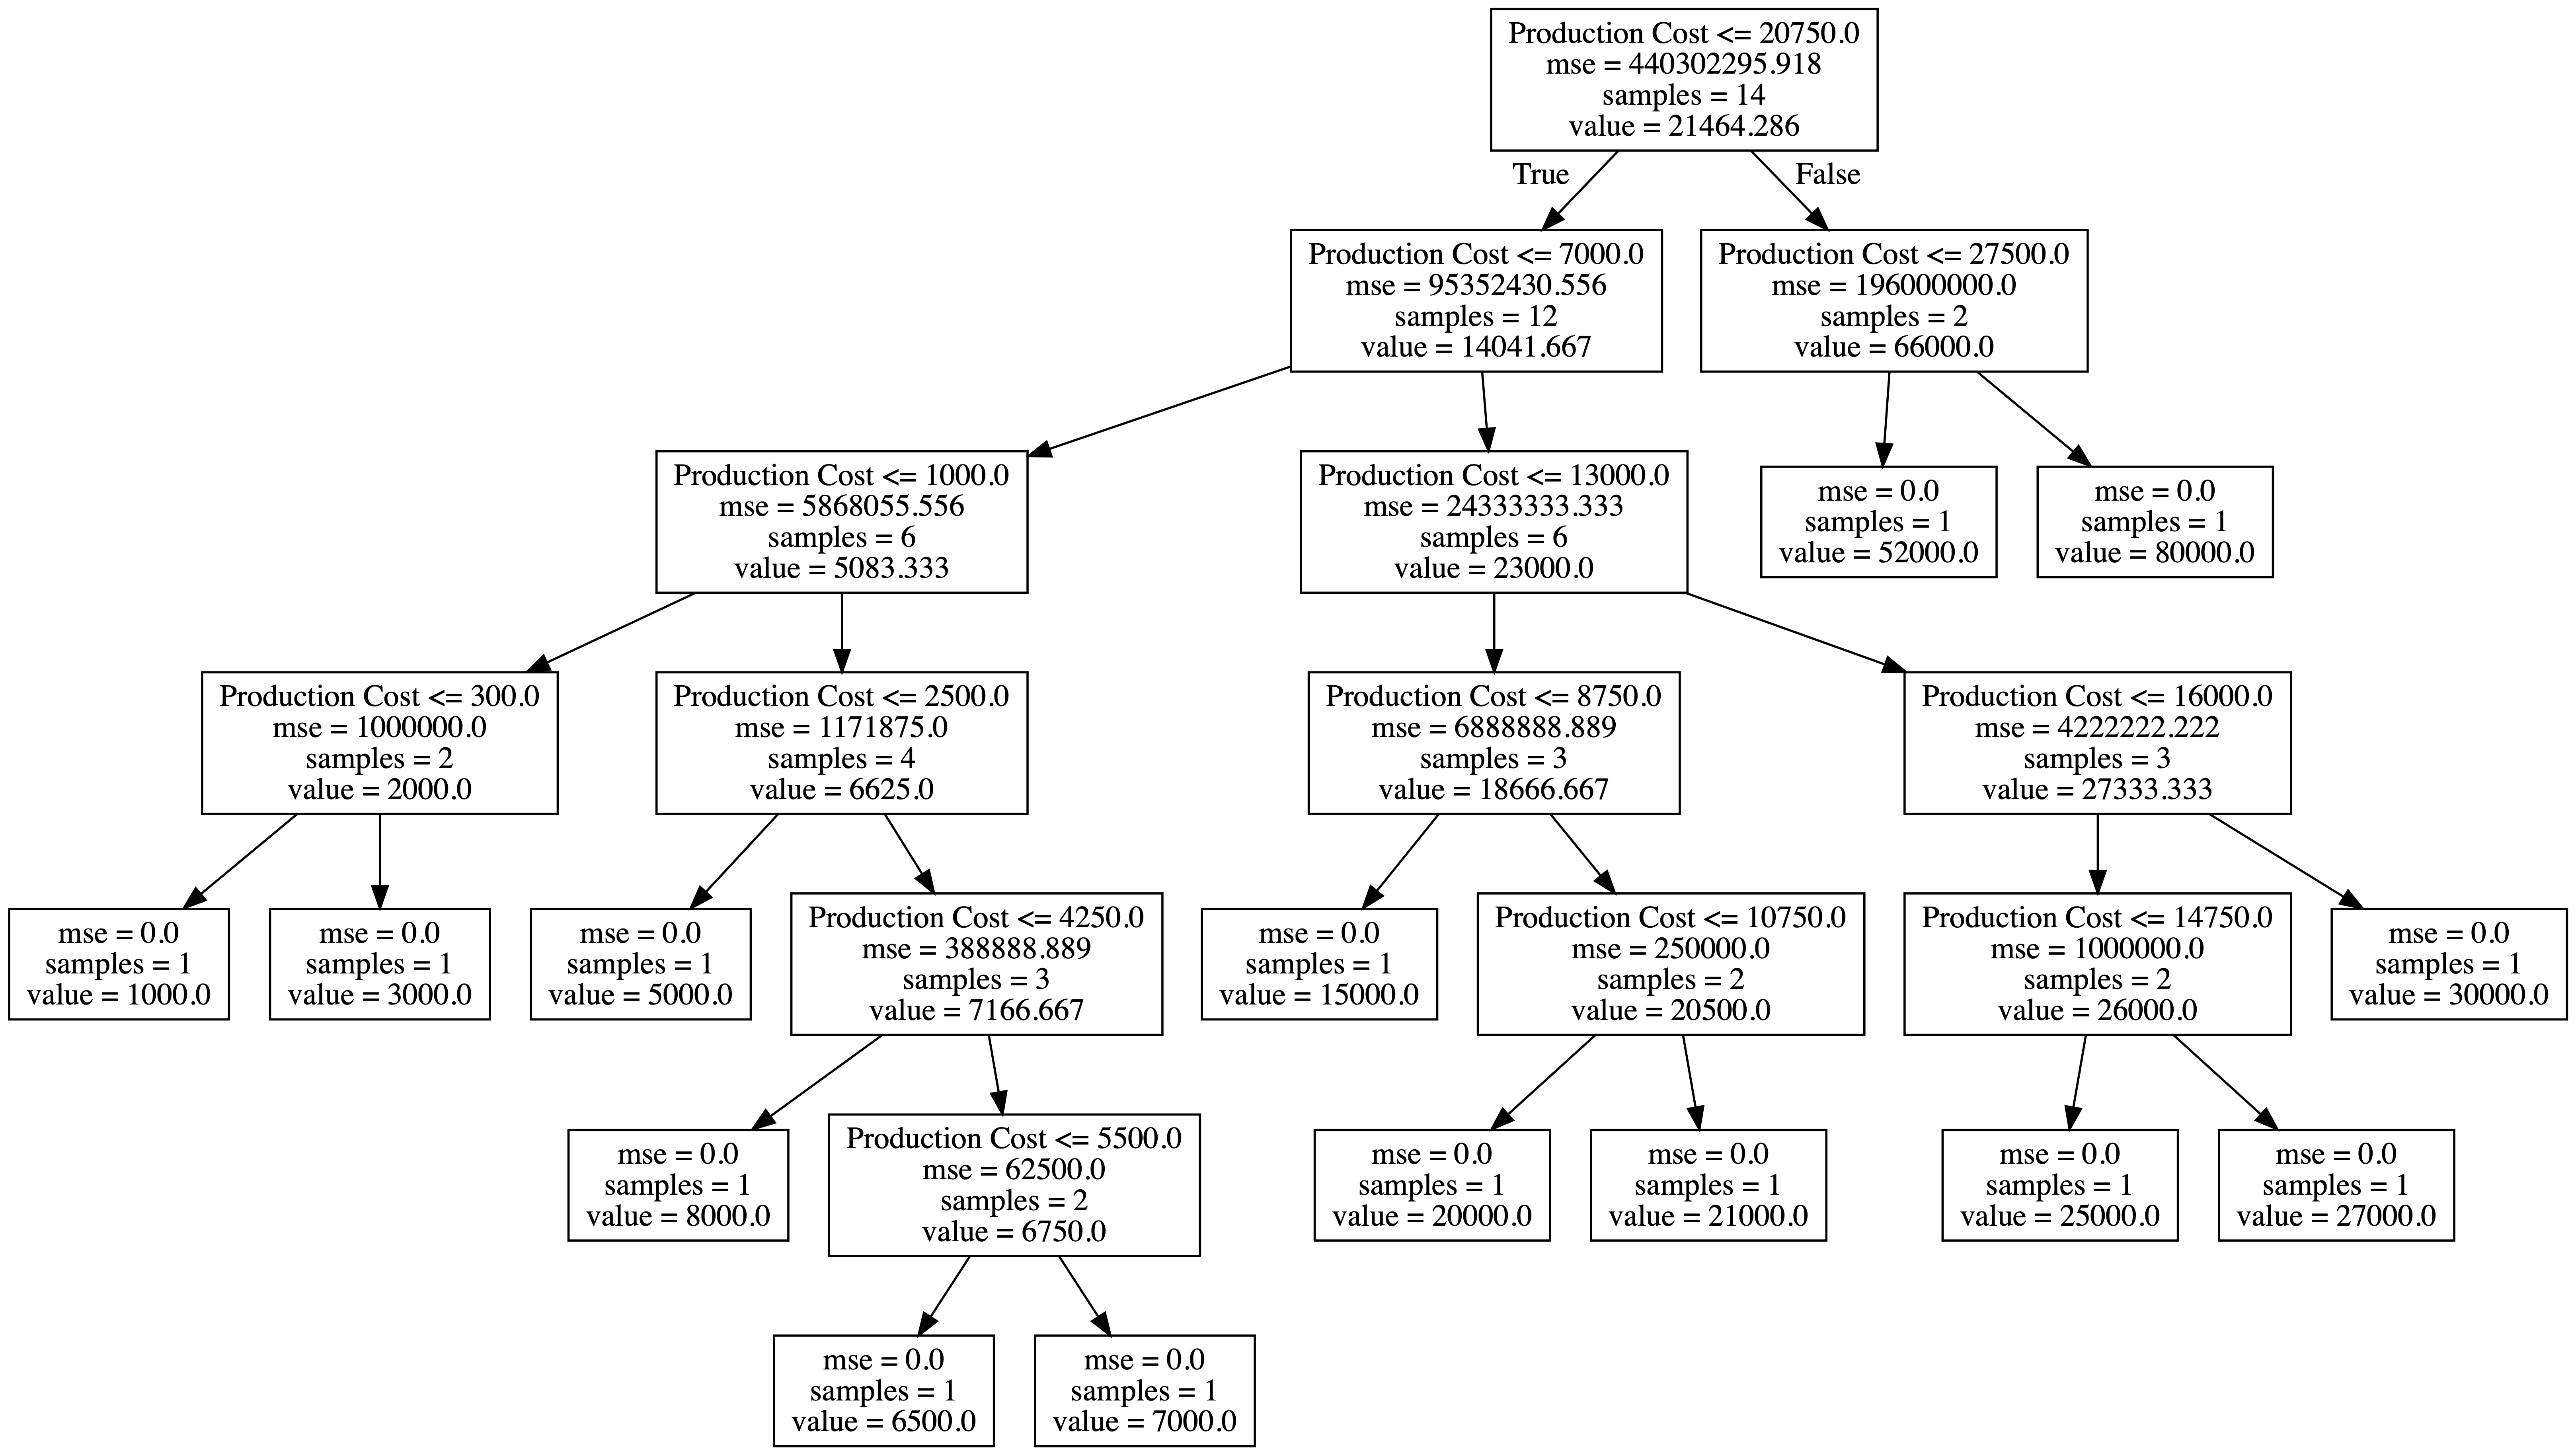 Production Cost <= 20750.0
mse = 440302295.918
samples = 14
value = 21464.286
True
False
Production Cost <= 7000.0
mse = 95352430.556
samples = 12
value = 14041.667
Production Cost <= 27500.0
mse = 196000000.0
samples = 2
value = 66000.0
Production Cost <= 1000.0
mse = 5868055.556
samples = 6
value = 5083.333
Production Cost <= 13000.0
mse = 24333333.333
samples = 6
value = 23000.0
mse = 0.0
samples = 1
value = 52000.0
mse = 0.0
samples = 1
value = 80000.0
Production Cost <= 300.0
mse = 1000000.0
samples = 2
value = 2000.0
Production Cost <= 2500.0
mse = 1171875.0
samples = 4
value = 6625.0
Production Cost <= 8750.0
mse = 6888888.889
samples = 3
value = 18666.667
Production Cost <= 16000.0
mse = 4222222.222
samples = 3
value = 27333.333
mse = 0.0
samples = 1
value = 1000.0
mse = 0.0
samples = 1
value = 3000.0
mse = 0.0
samples = 1
value = 5000.0
Production Cost <= 4250.0
mse = 388888.889
samples = 3
value = 7166.667
mse = 0.0
samples = 1
value = 15000.0
Production Cost <= 10750.0
mse = 250000.0
samples = 2
value = 20500.0
Production Cost <= 14750.0
mse = 1000000.0
samples = 2
value = 26000.0
mse = 0.0
samples = 1
value = 30000.0
mse = 0.0
samples = 1
value = 8000.0
Production Cost <= 5500.0
mse = 62500.0
samples = 2
value = 6750.0
mse = 0.0
samples = 1
value = 20000.0
mse = 0.0
samples = 1
value = 21000.0
mse = 0.0
samples = 1
value = 25000.0
mse = 0.0
samples = 1
value = 27000.0
mse = 0.0
samples = 1
value = 6500.0
mse = 0.0
samples = 1
value = 7000.0